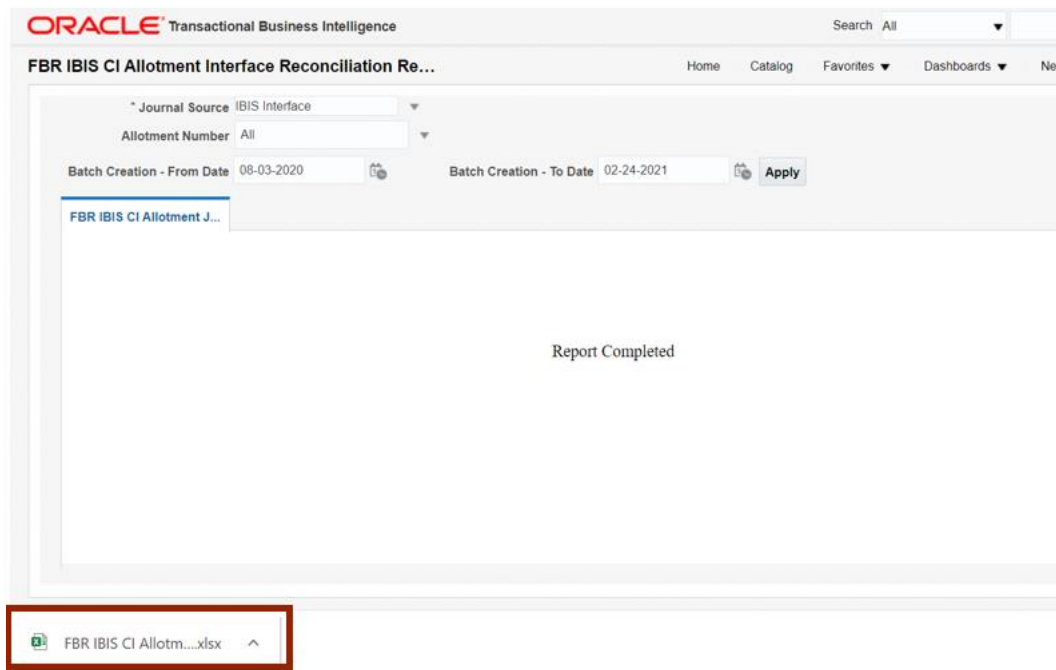 ORACLE Transactional Business Intelligence Search All
FBR IBIS CI Allotment Interface Reconciliation Re... Home Catalog Favorites Dashboards Ne
* Journal Source IBIS Interface
Allotment Number All
Batch Creation - From Date 08-03-2020 Batch Creation - To Date 02-24-2021 Apply
FBR IBIS CI Allotment J...
Report Completed
FBR IBIS CI Allotm....xlsx